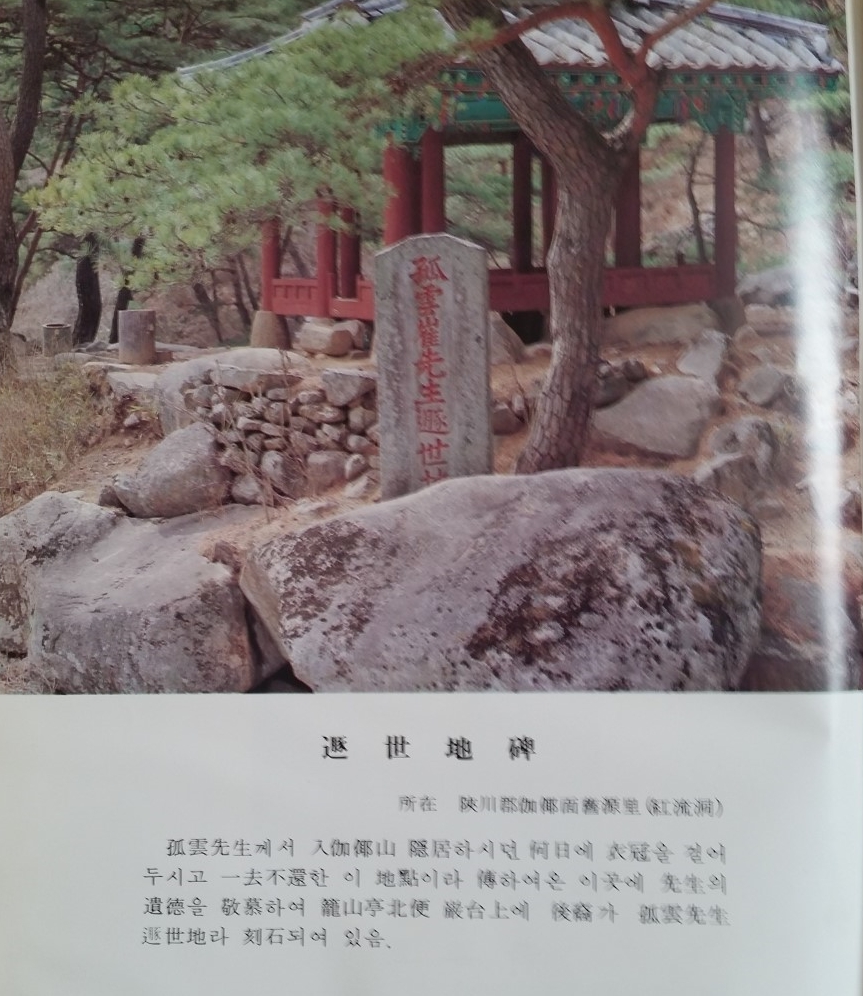 孤雲崔先生遯世地
遯世地碑
所在 陜川郡伽倻面舊源里(紅流洞)
孤雲先生께서 入伽倻山 隱居하시던 何日에 衣冠을 걸어
두시고 一去不還한 이 地點이라 傳하여온 이곳에 先生의
遺德을 敬慕하여 籠山亭北便 巖台上에 後裔가 孤雲先生
遯世地라 刻石되여 있음.